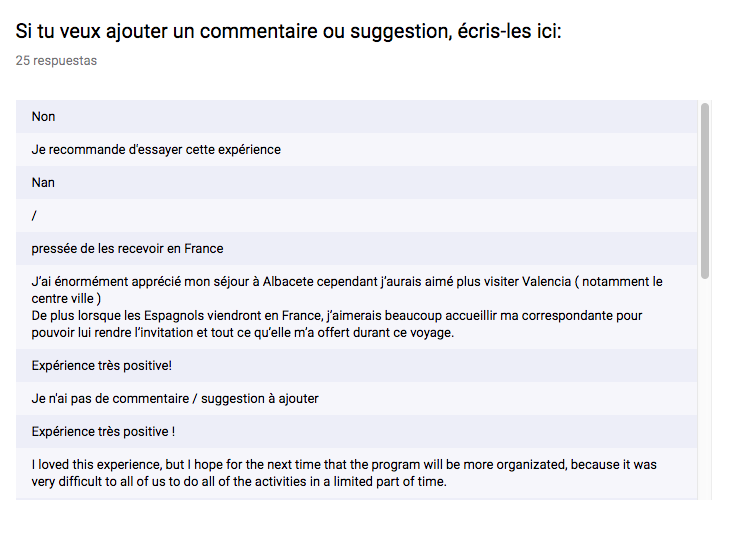 Si tu veux ajouter un commentaire ou suggestion, écris-les ici:
25 respuestas
Non
Je recommande d'essayer cette expérience
Nan
/
pressée de les recevoir en France
J’ai énormément apprécié mon séjour à Albacete cependant j’aurais aimé plus visiter Valencia ( notamment le
centre ville )
De plus lorsque les Espagnols viendront en France, j’aimerais beaucoup accueillir ma correspondante pour
pouvoir lui rendre l’invitation et tout ce qu’elle m’a offert durant ce voyage.
Expérience très positive!
Je n'ai pas de commentaire / suggestion à ajouter
Expérience très positive !
I loved this experience, but I hope for the next time that the program will be more organizated, because it was
very difficult to all of us to do all of the activities in a limited part of time.